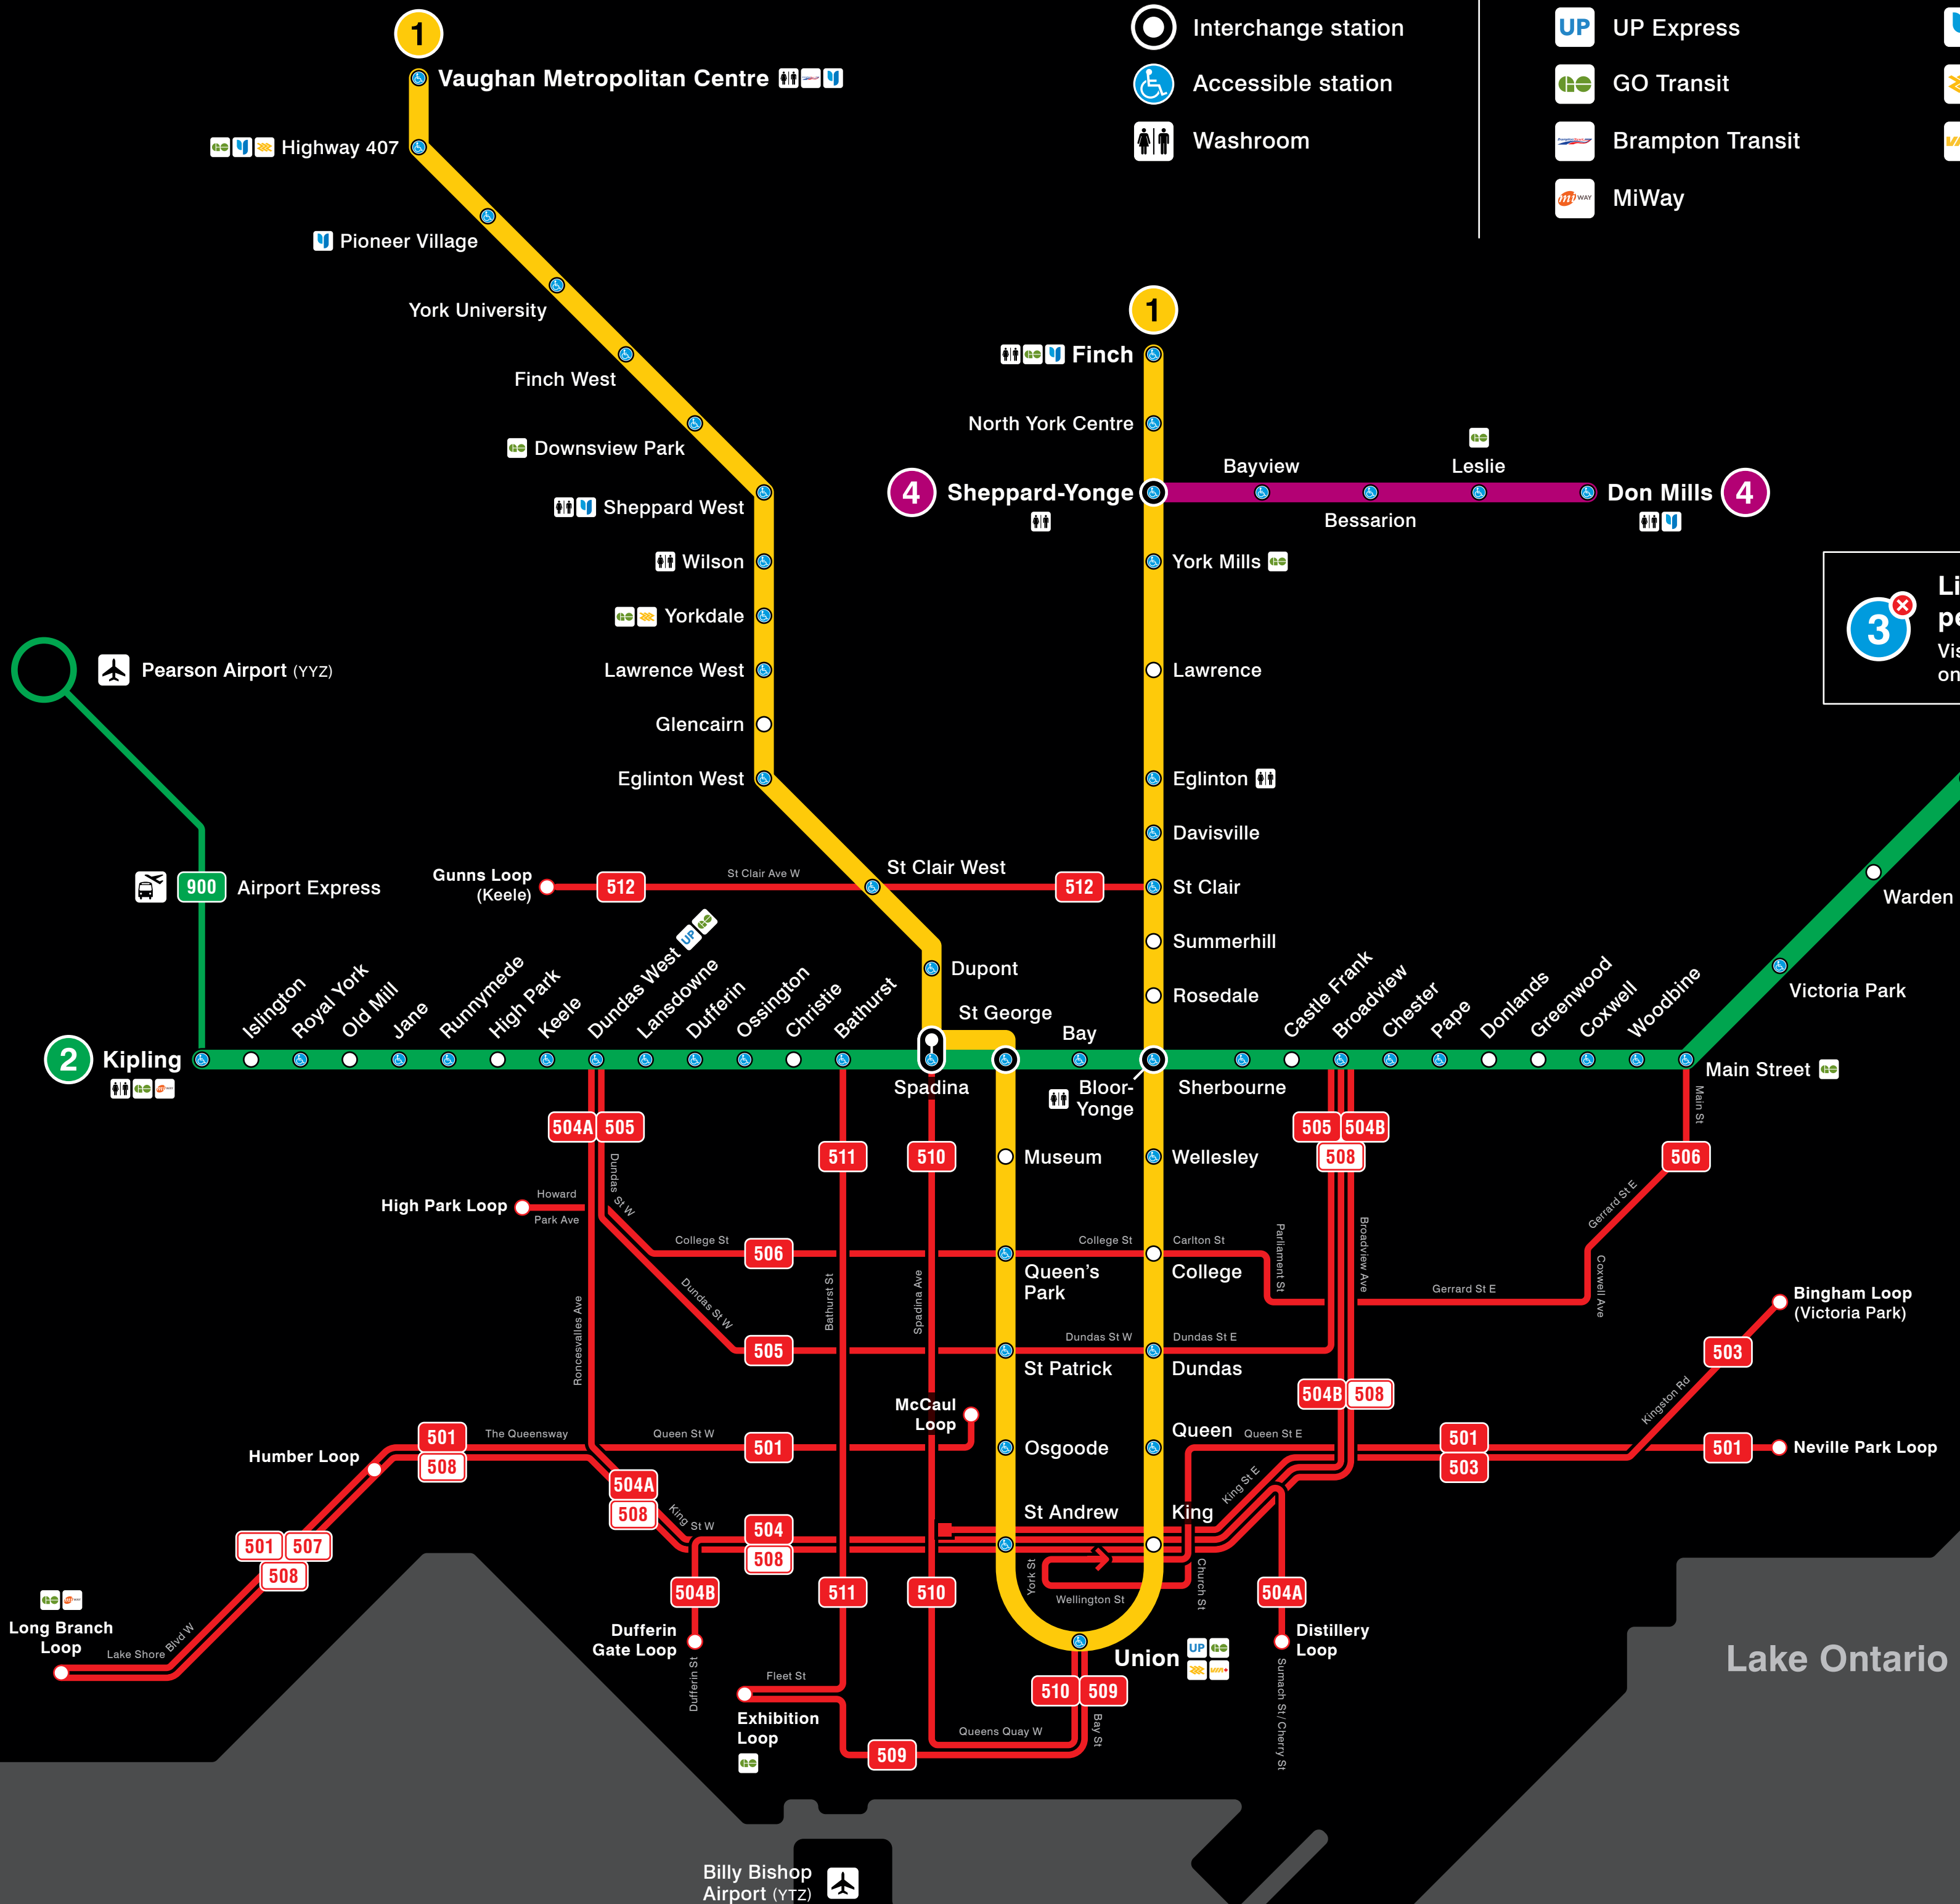 1
Vaughan Metropolitan Centre
Highway 407
Pioneer Village
York University
Finch West
Downsview Park
Sheppard West
Wilson
Yorkdale
Lawrence West
Glencairn
Eglinton West
Interchange station
Accessible station
Washroom
UP
UP Express
GO Transit
Brampton Transit
mi WAY
MiWay
1
Finch
North York Centre
4
Sheppard-Yonge
Bayview
Leslie
Bessarion
Don Mills
4
York Mills
Lawrence
Eglinton
Davisville
St Clair
Summerhill
Rosedale
3
Li
pe
Vis
on
Pearson Airport (YYZ)
900
Airport Express
Gunns Loop
(Keele)
512
St Clair Ave W
St Clair West
512
Dupont
St George
Bay
Warden
Victoria Park
2
Kipling
Islington
Royal York
Old Mill
Jane
Runnymede
High Park
Keele
Dundas West
UP
Lansdowne
Dufferin
Ossington
Christie
Bathurst
Spadina
Bloor-
Yonge
Sherbourne
Castle Frank
Broadview
Chester
Pape
Donlands
Greenwood
Coxwell
Woodbine
Main Street
Main St
504A
505
511
510
505
504B
508
506
Museum
Wellesley
High Park Loop
Howard
Park Ave
Dundas St W
College St
506
College St
Carlton St
Queen's
Park
College
Parliament St
Broadview Ave
Gerrard St E
Gerrard St E
Coxwell Ave
Roncesvalles Ave
Dundas St W
Bathurst St
Spadina Ave
505
Dundas St W
Dundas St E
St Patrick
Dundas
Bingham Loop
(Victoria Park)
503
Kingston Rd
504B
508
McCaul
Loop
Humber Loop
501
508
The Queensway
Queen St W
501
Osgoode
Queen
Queen St E
501
503
501
Neville Park Loop
504A
508
King St W
504
508
St Andrew
King
King St E
501
507
508
Long Branch
Loop
Lake Shore Blvd W
504B
511
510
York St
Wellington St
Church St
504A
Dufferin
Gate Loop
Dufferin St
Distillery
Loop
Sumach St / Cherry St
Union
UP
510
509
Fleet St
Exhibition
Loop
509
Queens Quay W
Bay St
Lake Ontario
Billy Bishop
Airport (YTZ)